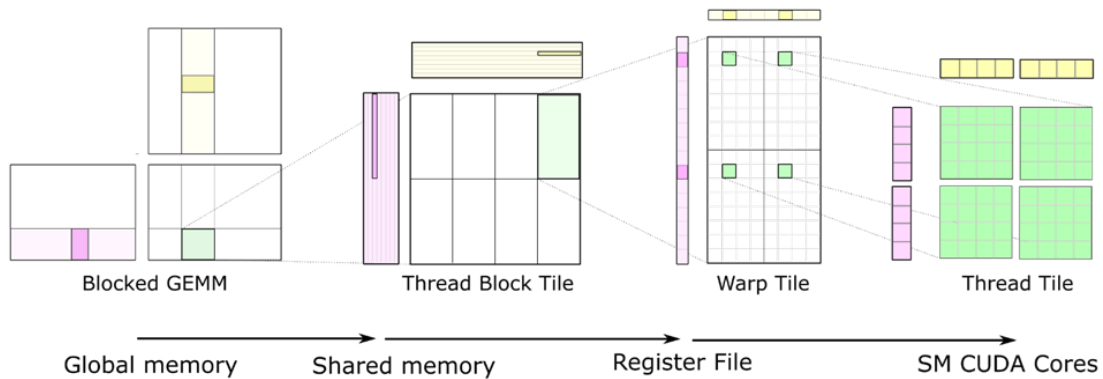 Blocked GEMM
Thread Block Tile
Warp Tile
Thread Tile
Global memory
Shared memory
Register File
SM CUDA Cores